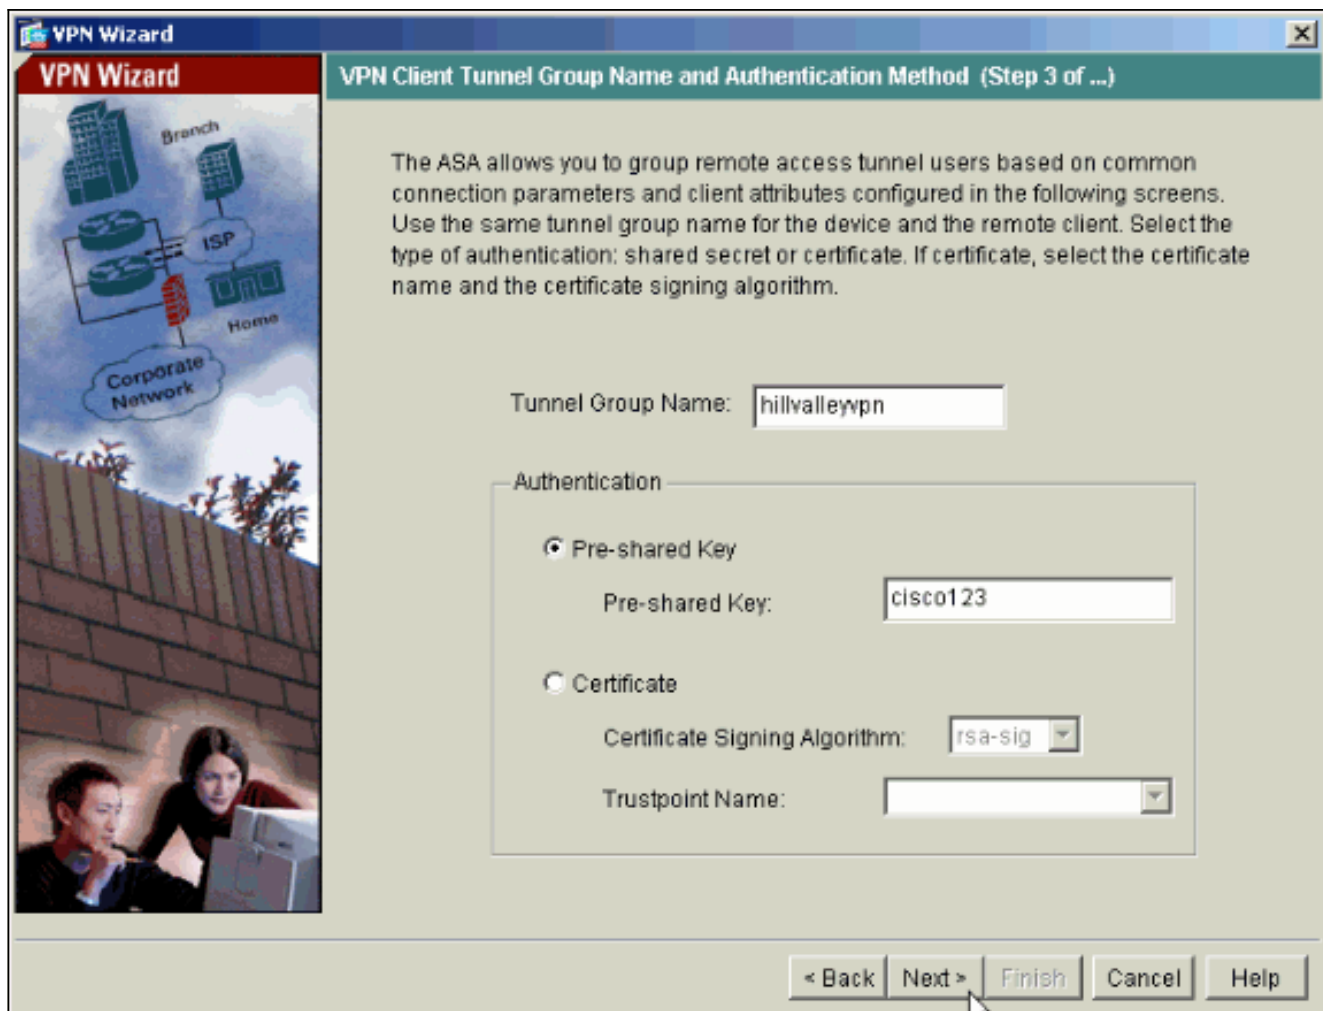 VPN Wizard
VPN Wizard
VPN Client Tunnel Group Name and Authentication Method (Step 3 of ...)
Branch
ISP
Home
Corporate
Network
The ASA allows you to group remote access tunnel users based on common
connection parameters and client attributes configured in the following screens.
Use the same tunnel group name for the device and the remote client. Select the
type of authentication: shared secret or certificate. If certificate, select the certificate
name and the certificate signing algorithm.
Tunnel Group Name: hillvalleyvpn
Authentication
Pre-shared Key
Pre-shared Key: cisco123
Certificate
Certificate Signing Algorithm: rsa-sig
Trustpoint Name:
< Back Next > Finish Cancel Help